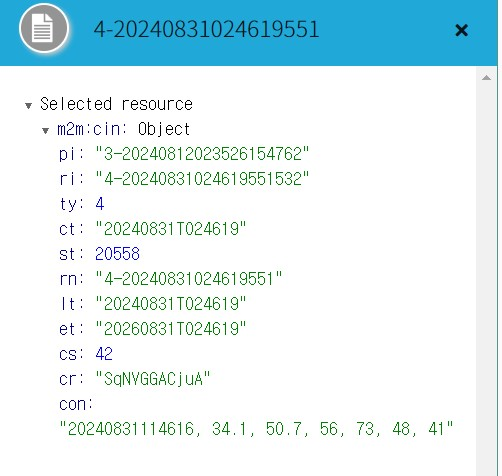 4-20240831024619551
Selected resource
m2m:cin: Object
pi: "3-20240812023526154762"
ri: "4-20240831024619551532"
ty: 4
ct: "20240831T024619"
st: 20558
rn: "4-20240831024619551"
lt: "20240831T024619"
et: "20260831T024619"
cs: 42
cr: "SqNVGGACjuA"
con:
"20240831114616, 34.1, 50.7, 56, 73, 48, 41"